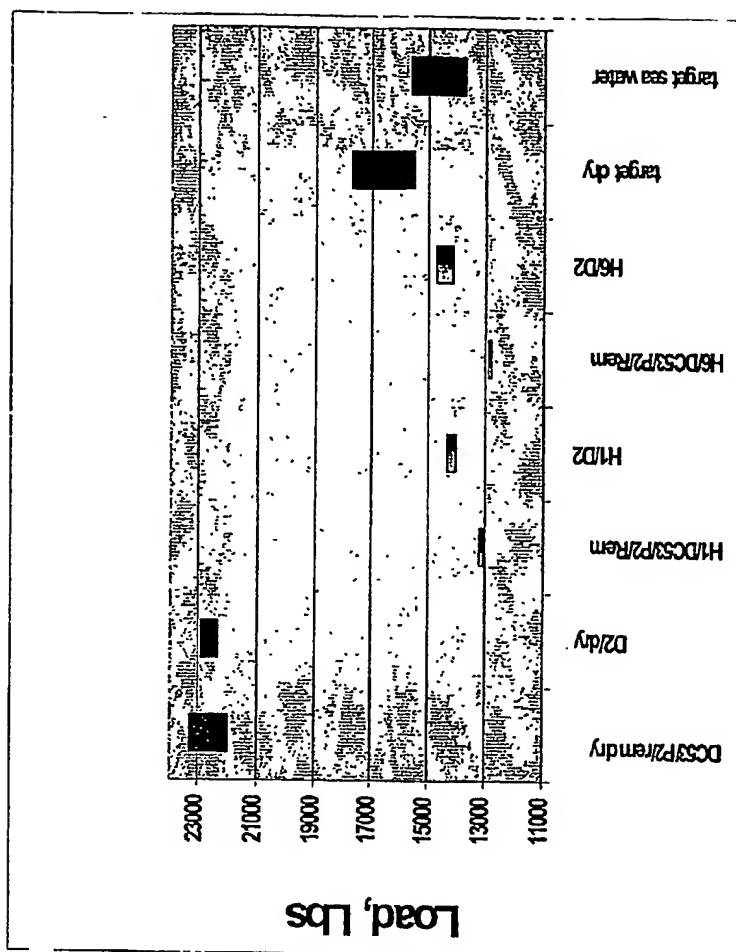 Load, Lbs
23000
21000
19000
17000
15000
13000
11000
DC53/P2/rem dry
D2/dry
H1/DC53/P2/Rem
H1/D2
H6/DC53/P2/Rem
H6/D2
target dry
target sea water